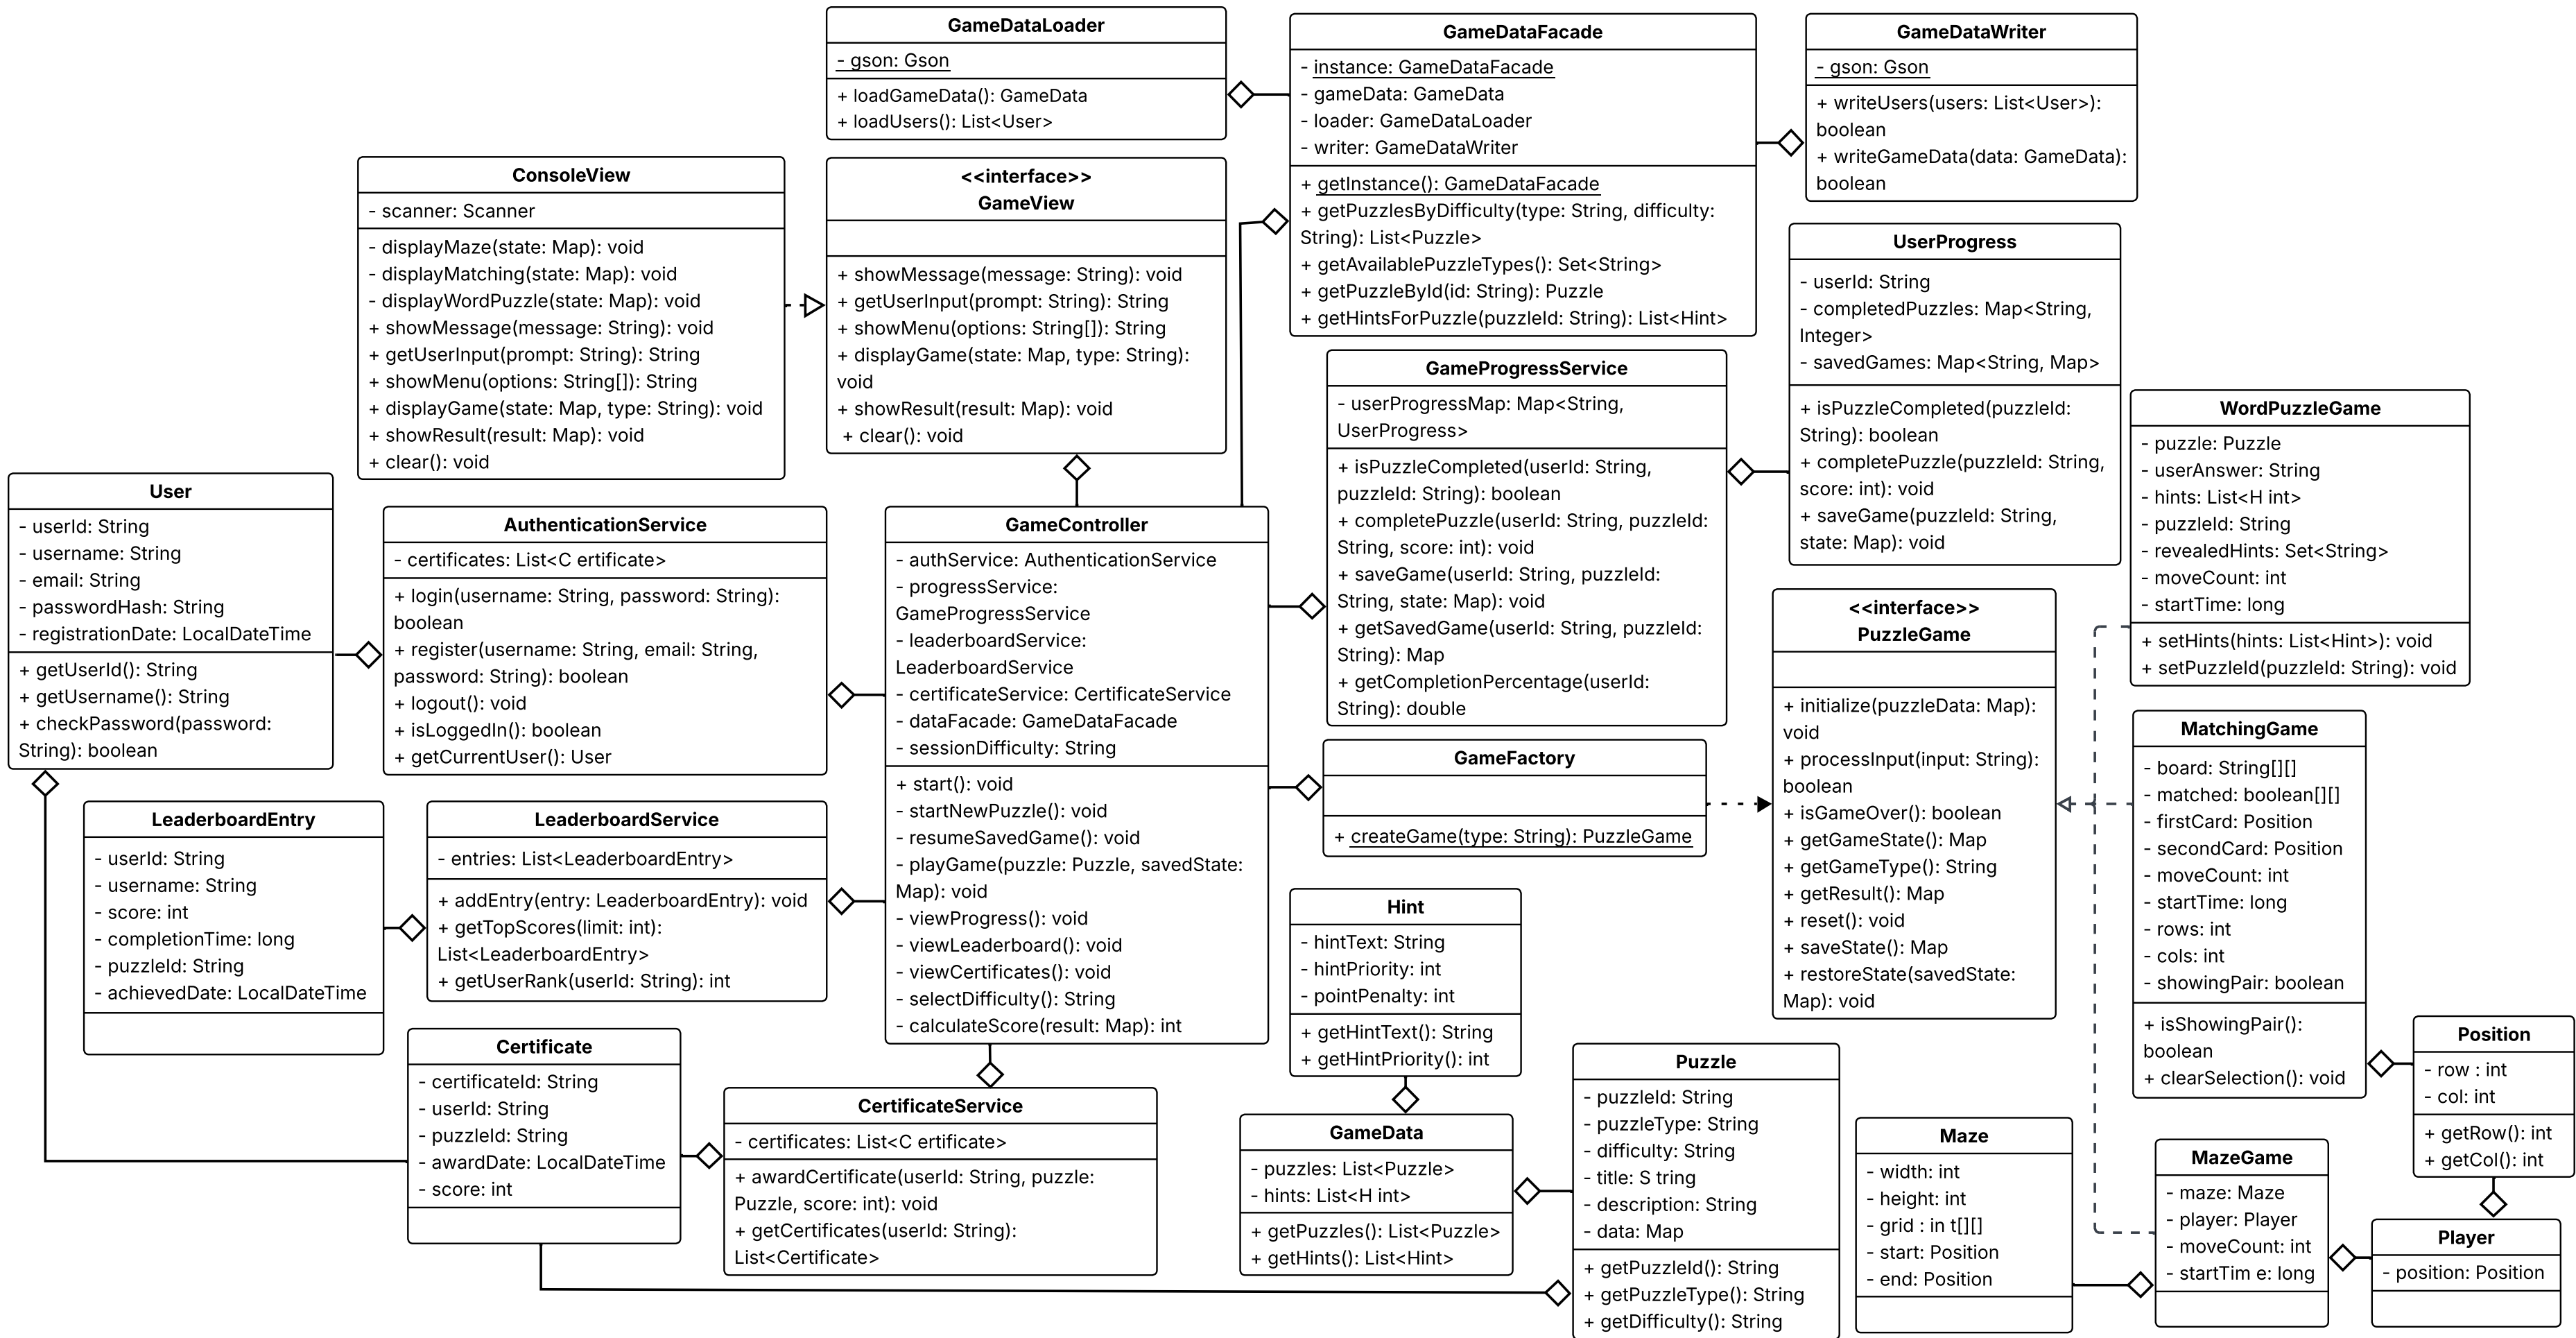 GameDataLoader
- gson: Gson
+ loadGameData(): GameData
+ loadUsers(): List<User>
GameDataFacade
- instance: GameDataFacade
- gameData: GameData
- loader: GameDataLoader
- writer: GameDataWriter
+ getInstance(): GameDataFacade
+ getPuzzlesByDifficulty(type: String, difficulty:
String): List<Puzzle>
+ getAvailablePuzzleTypes(): Set<String>
+ getPuzzleById(id: String): Puzzle
+ getHintsForPuzzle(puzzleId: String): List<Hint>
GameDataWriter
- gson: Gson
+ writeUsers(users: List<User>):
boolean
+ writeGameData(data: GameData):
boolean
ConsoleView
- scanner: Scanner
- displayMaze(state: Map): void
- displayMatching(state: Map): void
- displayWordPuzzle(state: Map): void
+ showMessage(message: String): void
+ getUserInput(prompt: String): String
+ showMenu(options: String[]): String
+ displayGame(state: Map, type: String): void
+ showResult(result: Map): void
+ clear(): void
<<interface>>
GameView
+ showMessage(message: String): void
+ getUserInput(prompt: String): String
+ showMenu(options: String[]): String
+ displayGame(state: Map, type: String):
void
+ showResult(result: Map): void
+ clear(): void
UserProgress
- userId: String
- completedPuzzles: Map<String,
Integer>
- savedGames: Map<String, Map>
+ isPuzzleCompleted(puzzleId:
String): boolean
+ completePuzzle(puzzleId: String,
score: int): void
+ saveGame(puzzleId: String,
state: Map): void
GameProgressService
- userProgressMap: Map<String,
UserProgress>
+ isPuzzleCompleted(userId: String,
puzzleId: String): boolean
+ completePuzzle(userId: String, puzzleId:
String, score: int): void
+ saveGame(userId: String, puzzleId:
String, state: Map): void
+ getSavedGame(userId: String, puzzleId:
String): Map
+ getCompletionPercentage(userId:
String): double
WordPuzzleGame
- puzzle: Puzzle
- userAnswer: String
- hints: List<H int>
- puzzleId: String
- revealedHints: Set<String>
- moveCount: int
- startTime: long
+ setHints(hints: List<Hint>): void
+ setPuzzleId(puzzleId: String): void
User
- userId: String
- username: String
- email: String
- passwordHash: String
- registrationDate: LocalDateTime
+ getUserId(): String
+ getUsername(): String
+ checkPassword(password:
String): boolean
AuthenticationService
- certificates: List<C ertificate>
+ login(username: String, password: String):
boolean
+ register(username: String, email: String,
password: String): boolean
+ logout(): void
+ isLoggedIn(): boolean
+ getCurrentUser(): User
GameController
- authService: AuthenticationService
- progressService:
GameProgressService
- leaderboardService:
LeaderboardService
- certificateService: CertificateService
- dataFacade: GameDataFacade
- sessionDifficulty: String
+ start(): void
- startNewPuzzle(): void
- resumeSavedGame(): void
- playGame(puzzle: Puzzle, savedState:
Map): void
- viewProgress(): void
- viewLeaderboard(): void
- viewCertificates(): void
- selectDifficulty(): String
- calculateScore(result: Map): int
<<interface>>
PuzzleGame
+ initialize(puzzleData: Map):
void
+ processInput(input: String):
boolean
+ isGameOver(): boolean
+ getGameState(): Map
+ getGameType(): String
+ getResult(): Map
+ reset(): void
+ saveState(): Map
+ restoreState(savedState:
Map): void
MatchingGame
- board: String[][]
- matched: boolean[][]
- firstCard: Position
- secondCard: Position
- moveCount: int
- startTime: long
- rows: int
- cols: int
- showingPair: boolean
+ isShowingPair():
boolean
+ clearSelection(): void
GameFactory
+ createGame(type: String): PuzzleGame
LeaderboardEntry
- userId: String
- username: String
- score: int
- completionTime: long
- puzzleId: String
- achievedDate: LocalDateTime
LeaderboardService
- entries: List<LeaderboardEntry>
+ addEntry(entry: LeaderboardEntry): void
+ getTopScores(limit: int):
List<LeaderboardEntry>
+ getUserRank(userId: String): int
Hint
- hintText: String
- hintPriority: int
- pointPenalty: int
+ getHintText(): String
+ getHintPriority(): int
Certificate
- certificateId: String
- userId: String
- puzzleId: String
- awardDate: LocalDateTime
- score: int
CertificateService
- certificates: List<C ertificate>
+ awardCertificate(userId: String, puzzle:
Puzzle, score: int): void
+ getCertificates(userId: String):
List<Certificate>
GameData
- puzzles: List<Puzzle>
- hints: List<H int>
+ getPuzzles(): List<Puzzle>
+ getHints(): List<Hint>
Puzzle
- puzzleId: String
- puzzleType: String
- difficulty: String
- title: S tring
- description: String
- data: Map
+ getPuzzleId(): String
+ getPuzzleType(): String
+ getDifficulty(): String
Maze
- width: int
- height: int
- grid : in t[][]
- start: Position
- end: Position
MazeGame
- maze: Maze
- player: Player
- moveCount: int
- startTim e: long
Position
- row : int
- col: int
+ getRow(): int
+ getCol(): int
Player
- position: Position